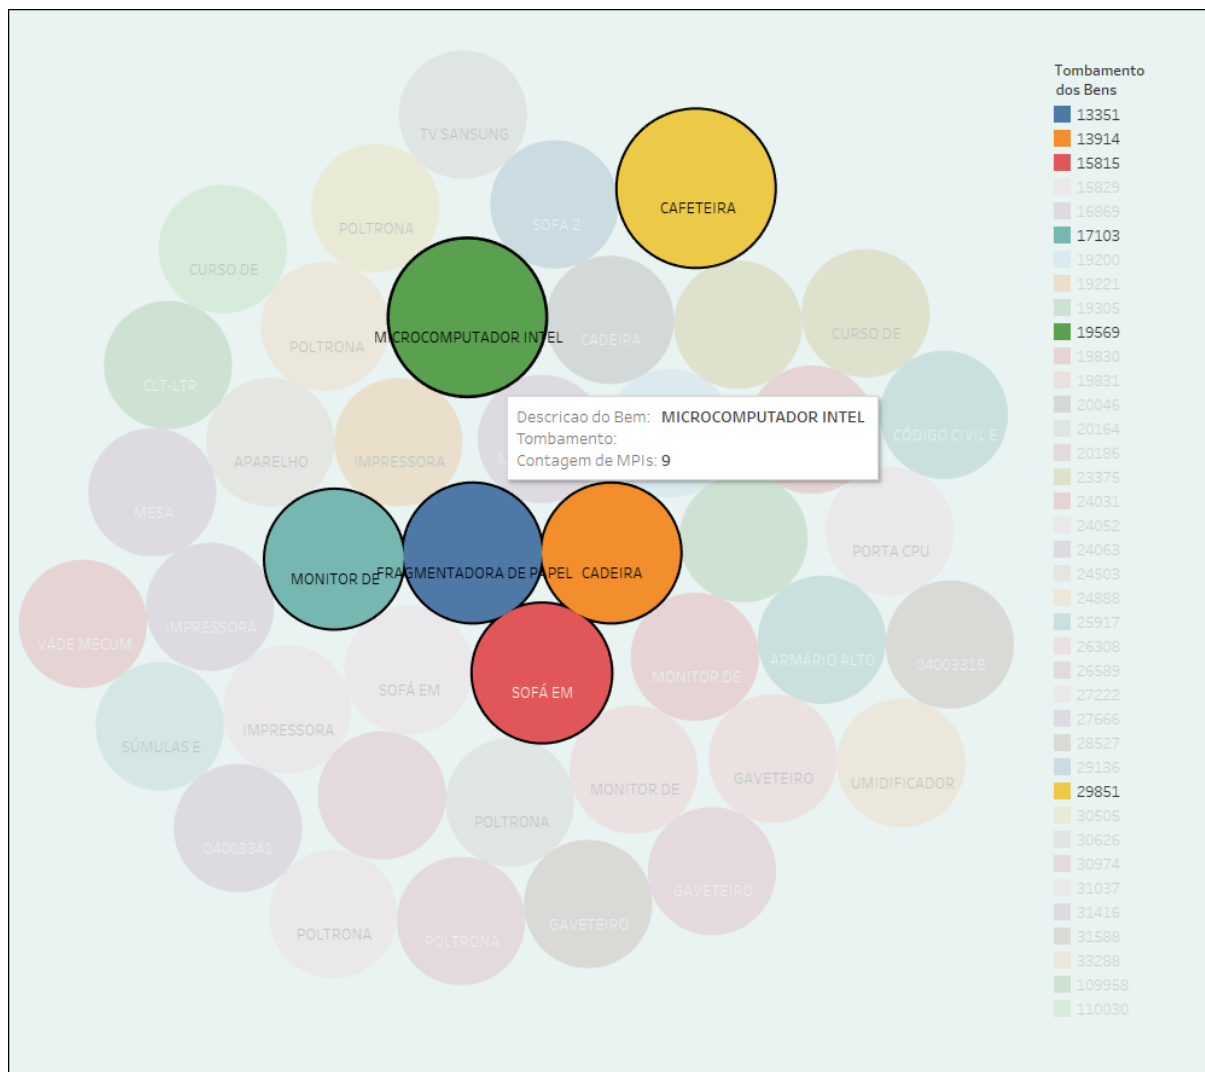 TV SANSUNG
CAFETEIRA
SOFA 2
POLTRONA
CURSO DE
MICROCOMPUTADOR INTEL
CADEIRA
CURSO DE
POLTRONA
CLT-LTR
CÓDIGO CIVIL E
APARELHO
IMPRESSORA
Descricao do Bem: MICROCOMPUTADOR INTEL
Tombamento:
Contagem de MPIs: 9
MESA
PORTA CPU
MONITOR DE
FRAGMENTADORA DE PAPEL
CADEIRA
VADE MECUM
IMPRESSORA
ARMÁRIO ALTO
04003318
MONITOR DE
SOFÁ EM
SOFÁ EM
IMPRESSORA
SÚMULAS E
GAVETEIRO
UMIDIFICADOR
MONITOR DE
POLTRONA
04003341
GAVETEIRO
POLTRONA
POLTRONA
GAVETEIRO
Tombamento
dos Bens
13351
13914
15815
15829
16869
17103
19200
19221
19305
19569
19830
19831
20046
20164
20186
23375
24031
24052
24063
24503
24888
25917
26308
26589
27222
27666
28527
29136
29851
30505
30626
30974
31037
31416
31588
33288
109958
110030